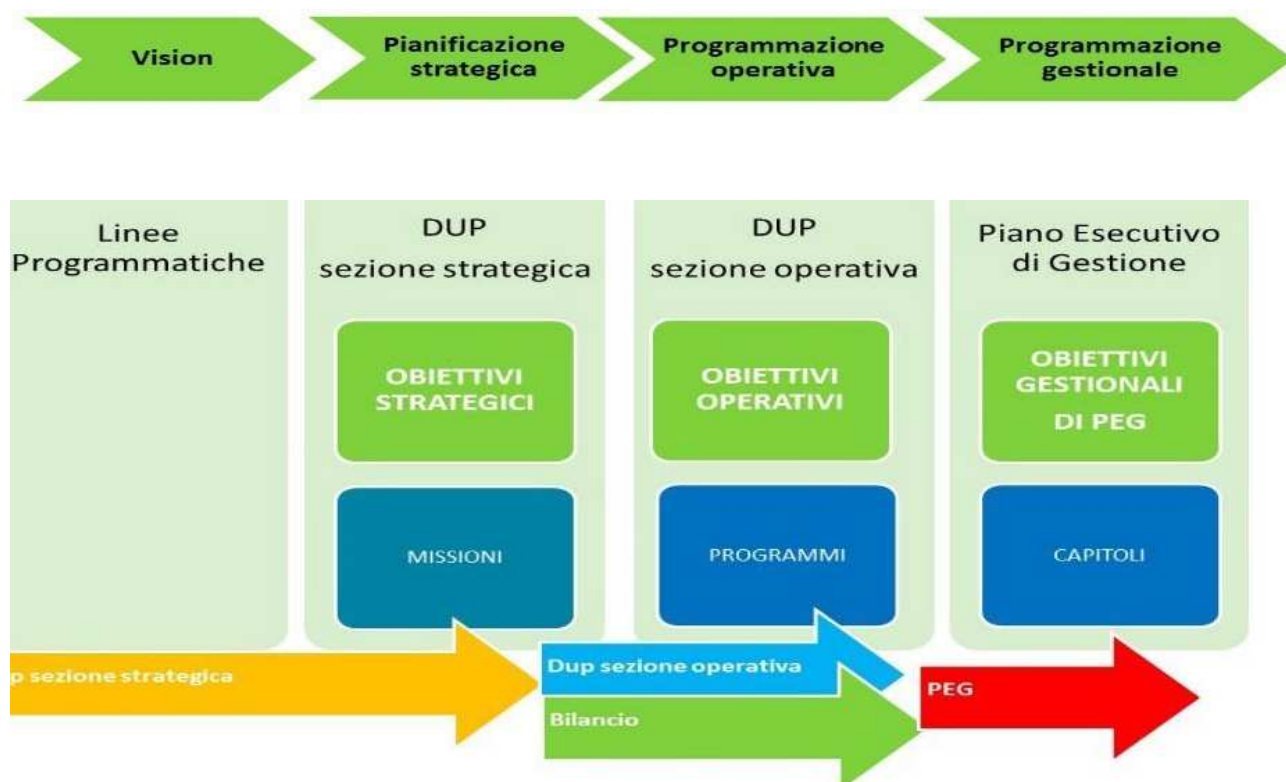 Vision
Pianificazione
strategica
Programmazione
operativa
Programmazione
gestionale
Linee
Programmatiche
DUP
sezione strategica
DUP
sezione operativa
Piano Esecutivo
di Gestione
OBIETTIVI
STRATEGICI
OBIETTIVI
OPERATIVI
OBIETTIVI
GESTIONALI
DI PEG
MISSIONI
PROGRAMMI
CAPITOLI
p sezione strategica
Dup sezione operativa
Bilancio
PEG